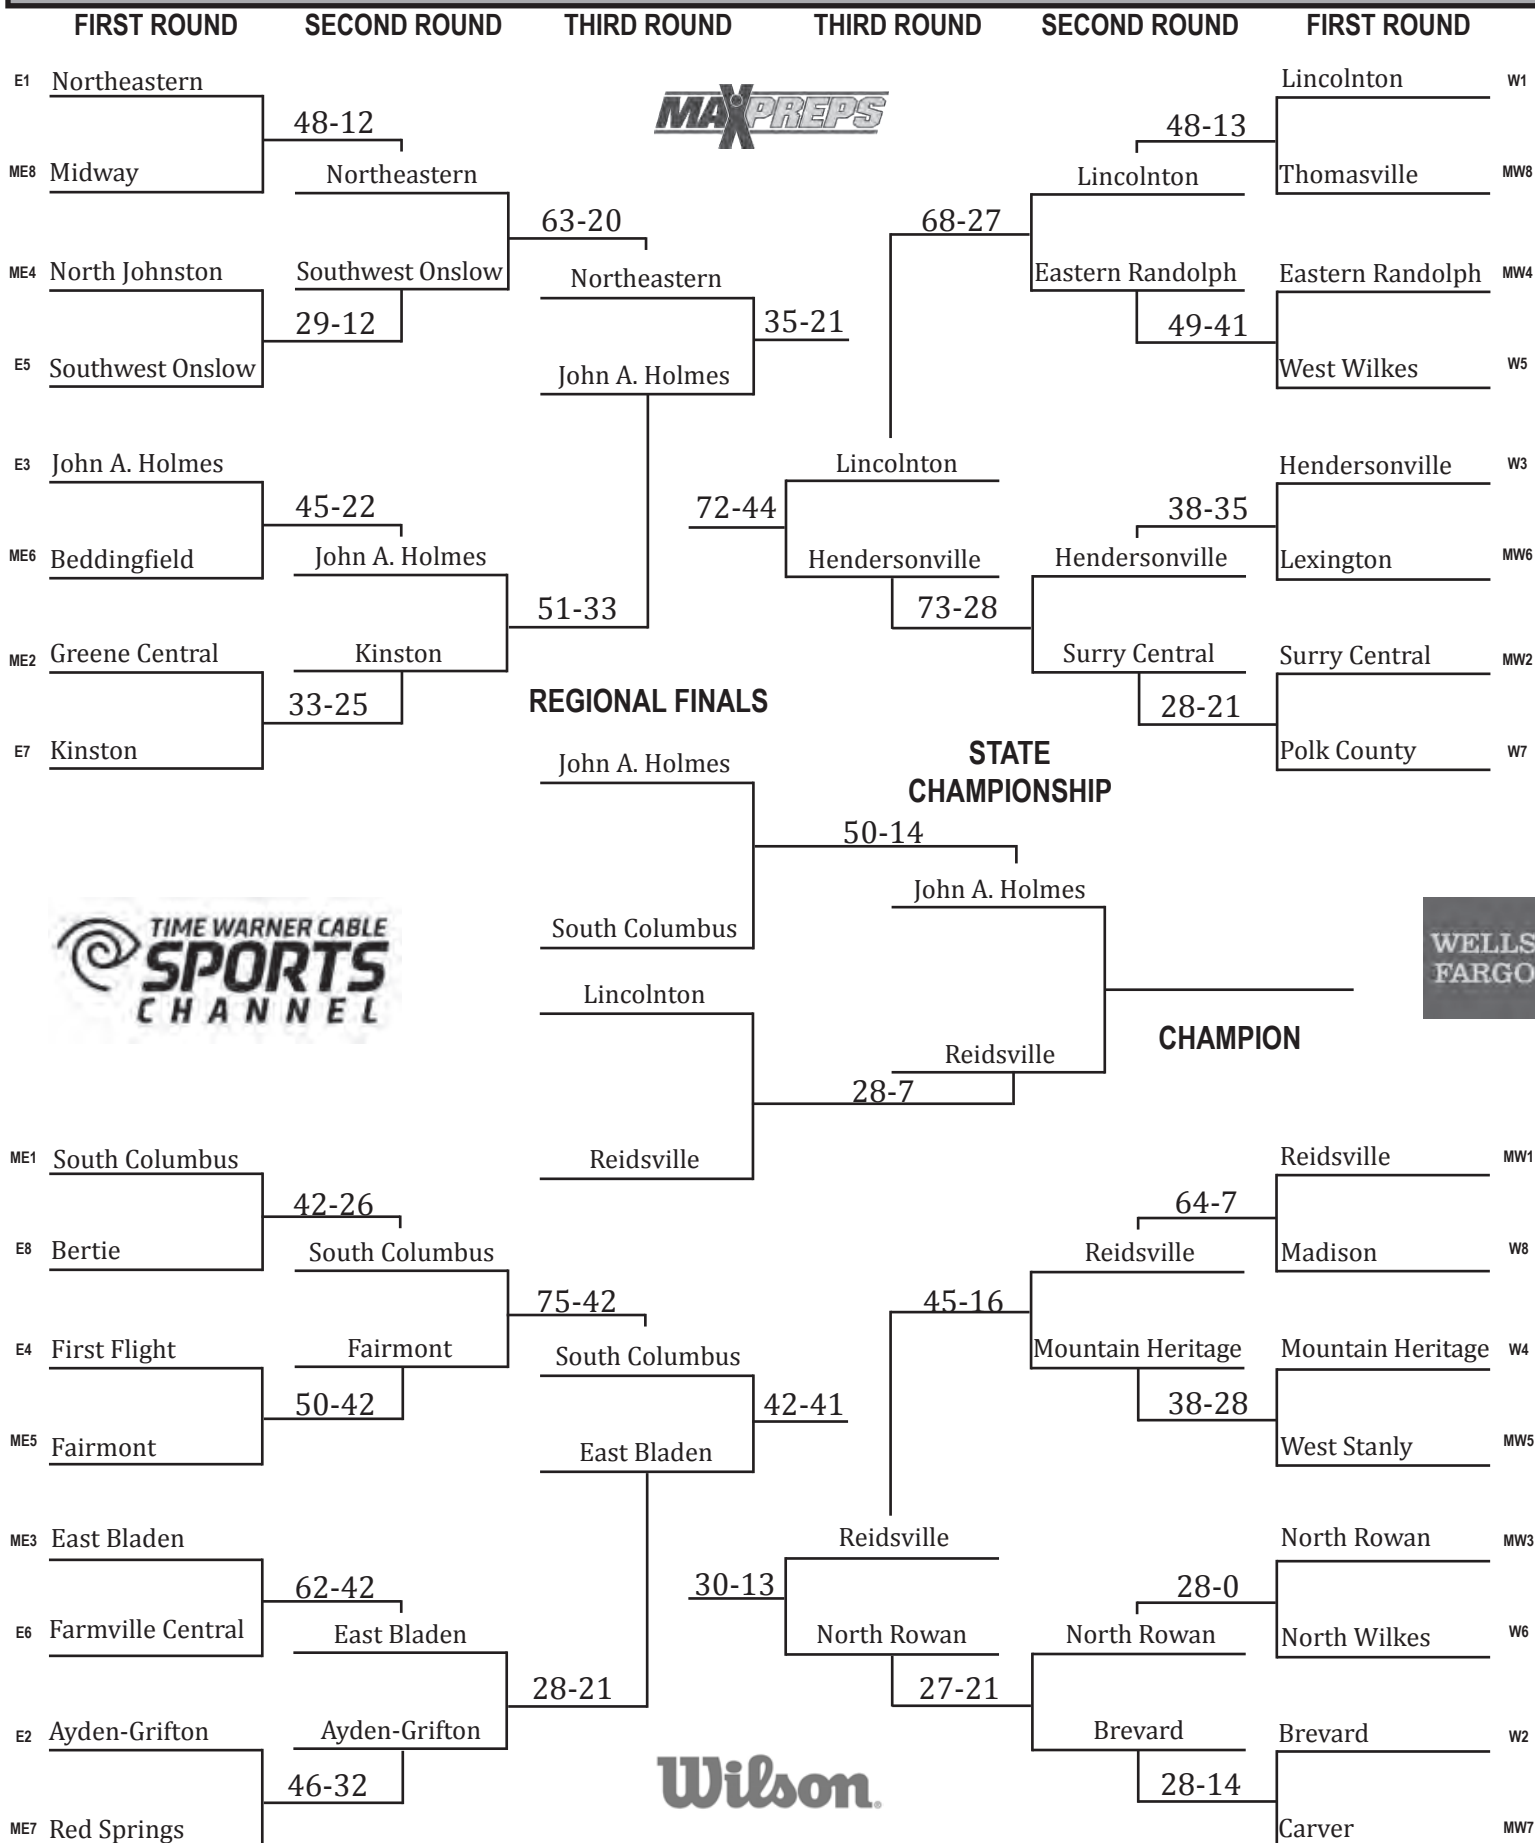 FIRST ROUND SECOND ROUND THIRD ROUND THIRD ROUND SECOND ROUND FIRST ROUND
E1 Northeastern
48-12
ME8 Midway
Northeastern
63-20
ME4 North Johnston
Southwest Onslow
29-12
E5 Southwest Onslow
Northeastern
35-21
John A. Holmes
E3 John A. Holmes
45-22
ME6 Beddingfield
John A. Holmes
51-33
ME2 Greene Central
Kinston
33-25
E7 Kinston
MAXPREPS
Lincolnton W1
48-13
Thomasville MW8
Lincolnton
68-27
Eastern Randolph
Eastern Randolph MW4
49-41
West Wilkes W5
Lincolnton
72-44
Hendersonville
Hendersonville W3
38-35
Lexington MW6
Hendersonville
73-28
Surry Central
Surry Central MW2
28-21
Polk County W7
REGIONAL FINALS
STATE
CHAMPIONSHIP
John A. Holmes
50-14
South Columbus
John A. Holmes
Lincolnton
Reidsville
28-7
Reidsville
CHAMPION
TIME WARNER CABLE
SPORTS
CHANNEL
WELLS
FARGO
ME1 South Columbus
42-26
E8 Bertie
South Columbus
75-42
E4 First Flight
Fairmont
50-42
ME5 Fairmont
South Columbus
42-41
East Bladen
ME3 East Bladen
62-42
E6 Farmville Central
East Bladen
28-21
E2 Ayden-Grifton
Ayden-Grifton
46-32
ME7 Red Springs
Reidsville MW1
64-7
Madison W8
Reidsville
45-16
Mountain Heritage
Mountain Heritage W4
38-28
West Stanly MW5
Reidsville
30-13
North Rowan
North Rowan MW3
28-0
North Wilkes W6
North Rowan
27-21
Brevard
Brevard W2
28-14
Carver MW7
Wilson®